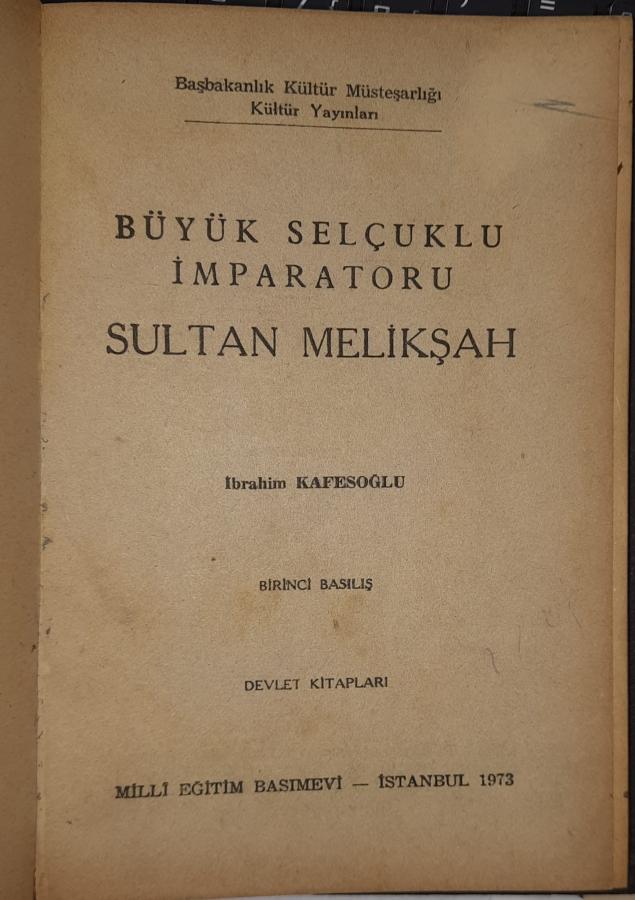 Başbakanlık Kültür Müsteşarlığı
Kültür Yayınları
BÜYÜK SELÇUKLU
İMPARATORU
SULTAN MELİKŞAH
İbrahim KAFESOĞLU
BİRİNCİ BASILIŞ
DEVLET KİTAPLARI
MİLLÎ EĞİTİM BASIMEVİ — İSTANBUL 1973